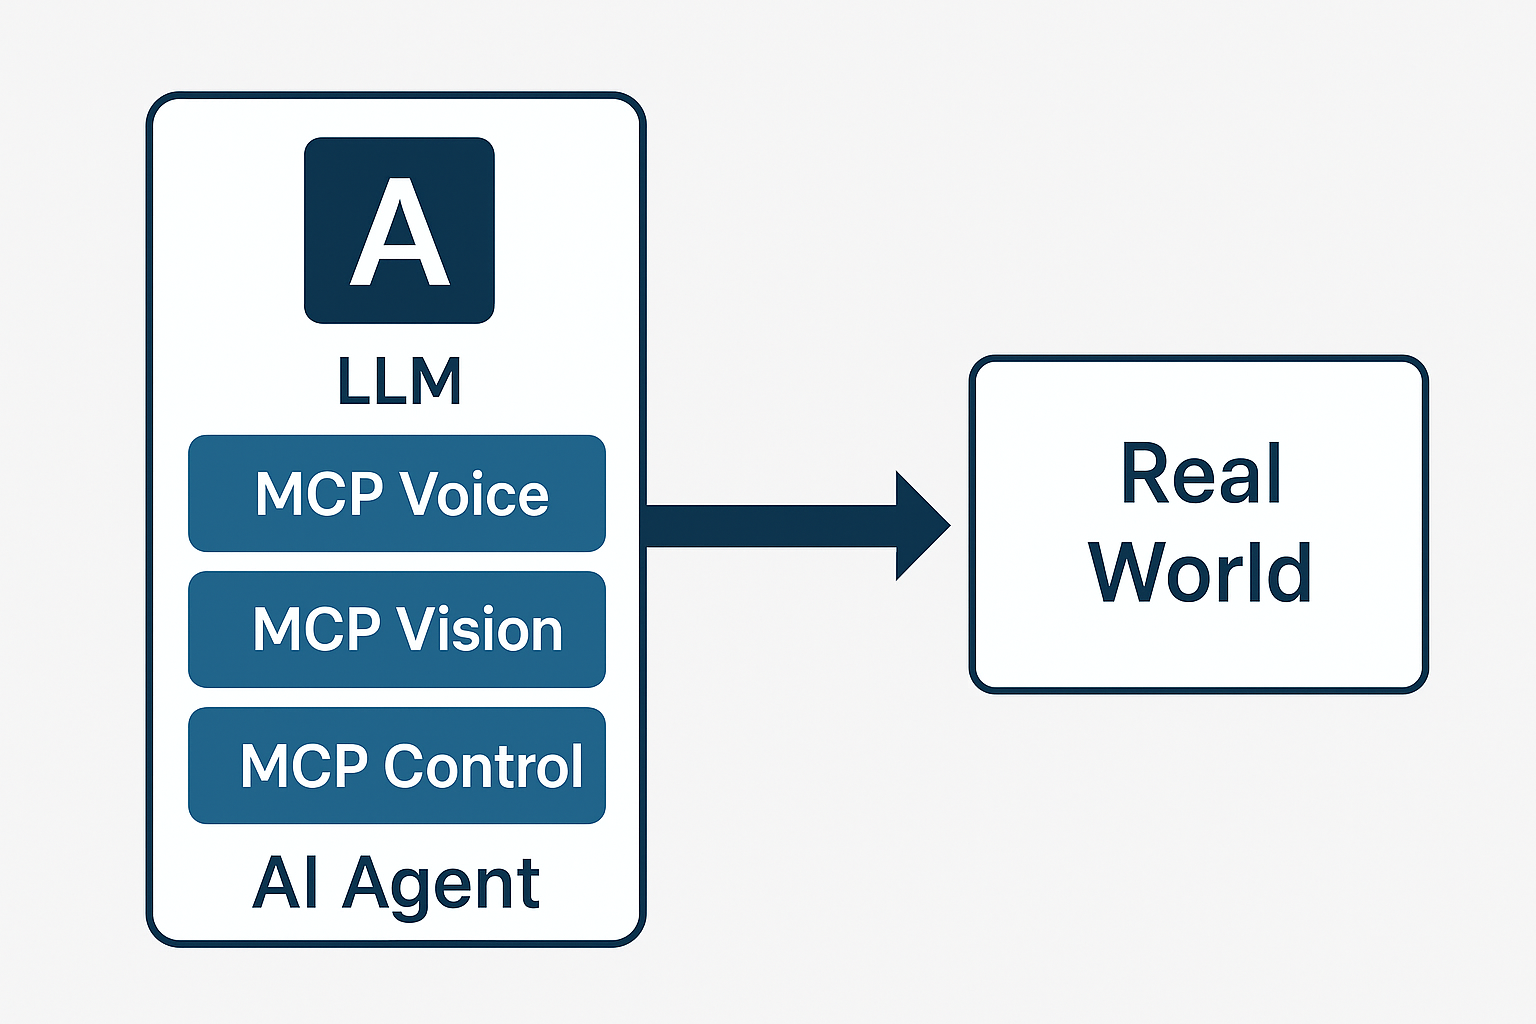 A
LLM
MCP Voice
MCP Vision
MCP Control
AI Agent
Real
World